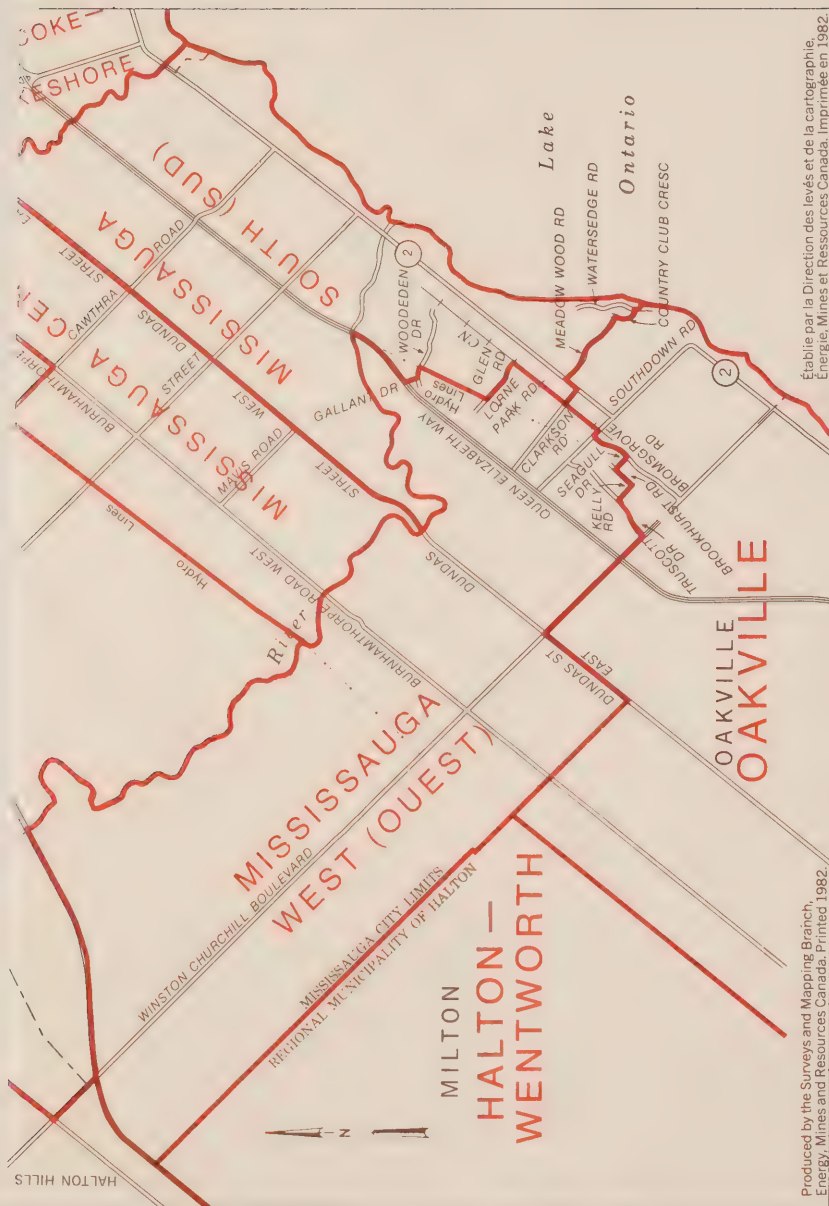 COKE—
ESHORE
SOUTH (SUD)
MISSISSAUGA
MISSISSAUGA
STREET
CAWTHRA
ROAD
DUNDAS
STREET
WEST
STREET
BURNHAMTHORPE
MAVIS ROAD
Lines
Hydro
River
BURNHAMTHORPE ROAD WEST
DUNDAS
GALLANT DR
WOODEDEN
DR
2
Hydro
Lines
GLEN
RD
CN
LORNE
PARK RD
QUEEN ELIZABETH WAY
Lake
Ontario
MEADOW WOOD RD
WATERSEDGE RD
COUNTRY CLUB CRESC
CLARKSON
RD
SOUTHDOWN RD
SEAGULL
DR
KELLY
RD
BROMSGROVE
RD
BROOKHURST RD
TRUSCOTT
DR
2
DUNDAS ST
EAST
OAKVILLE
OAKVILLE
MISSISSAUGA
WEST (OUEST)
WINSTON CHURCHILL BOULEVARD
MISSISSAUGA CITY LIMITS
REGIONAL MUNICIPALITY OF HALTON
MILTON
HALTON—
WENTWORTH
N
HALTON HILLS
Produced by the Surveys and Mapping Branch,
Energy, Mines and Resources Canada. Printed 1982.
Établie par la Direction des levés et de la cartographie,
Énergie, Mines et Ressources Canada. Imprimée en 1982.